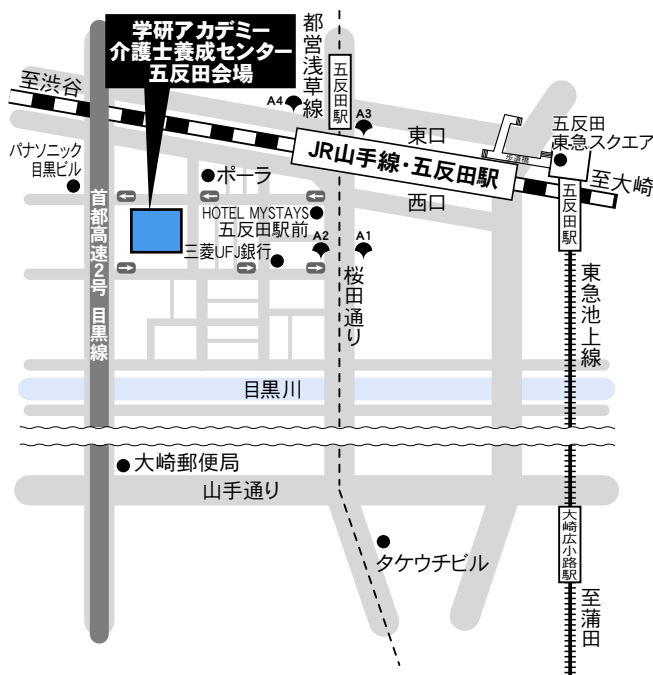 学研アカデミー
介護士養成センター
五反田会場
都営浅草線
五反田駅
A4
A3
至渋谷
東口
JR山手線・五反田駅
西口
歩道橋
五反田
東急スクエア
至大崎
五反田駅
パナソニック
目黒ビル
ポーラ
HOTEL MYSTAYS
五反田駅前
三菱UFJ銀行
A2
A1
首都高速2号 目黒線
桜田通り
東急池上線
目黒川
大崎郵便局
山手通り
タケウチビル
大崎広小路駅
至蒲田